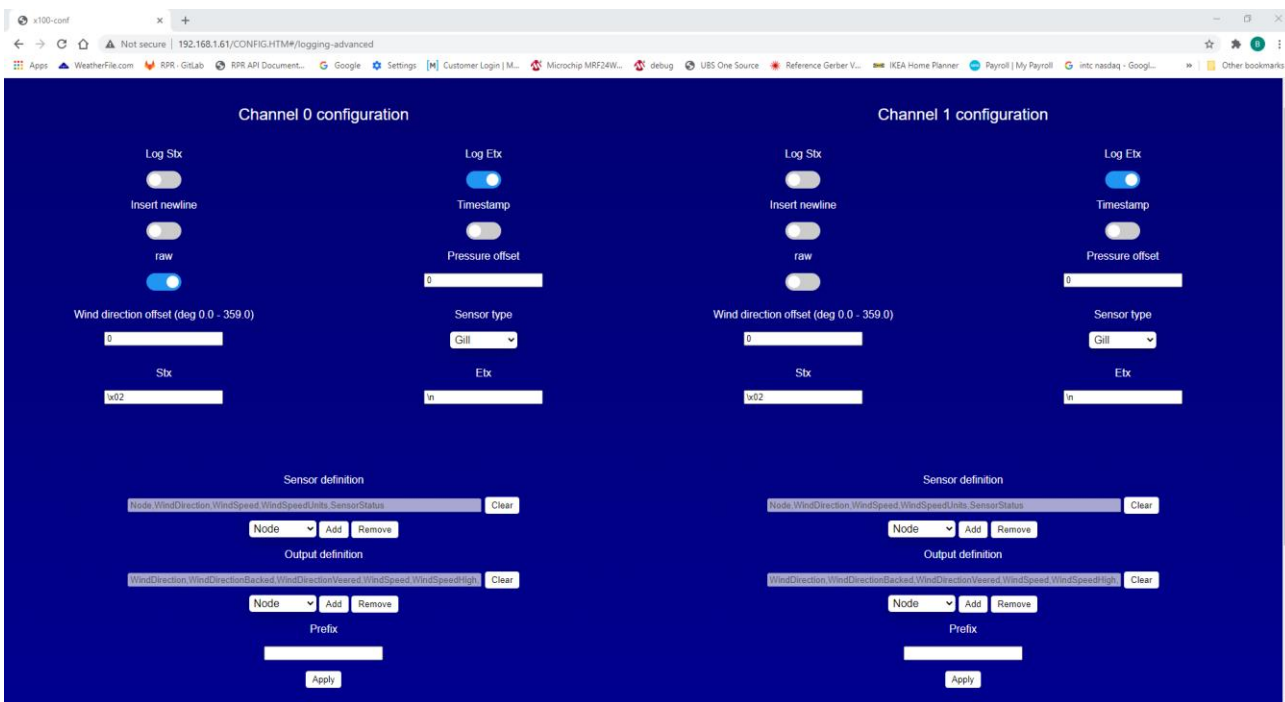 x100-conf
Not secure | 192.168.1.61/CONFIG.HTM#/logging-advanced
B
Apps WeatherFile.com RPR · GitLab RPR API Document... Google Settings Customer Login | M... Microchip MRF24W... debug UBS One Source Reference Gerber V... IKEA Home Planner Payroll | My Payroll intc nasdaq - Googl... » Other bookmarks
Channel 0 configuration Channel 1 configuration
Log Stx Log Etx Log Stx Log Etx
Insert newline Timestamp Insert newline Timestamp
raw Pressure offset raw Pressure offset
0 0
Wind direction offset (deg 0.0 - 359.0) Sensor type Wind direction offset (deg 0.0 - 359.0) Sensor type
0 Gill 0 Gill
Stx Etx Stx Etx
\x02 \n \x02 \n
Sensor definition Sensor definition
Node,WindDirection,WindSpeed,WindSpeedUnits,SensorStatus Clear Node,WindDirection,WindSpeed,WindSpeedUnits,SensorStatus Clear
Node Add Remove Node Add Remove
Output definition Output definition
WindDirection,WindDirectionBacked,WindDirectionVeered,WindSpeed,WindSpeedHigh, Clear WindDirection,WindDirectionBacked,WindDirectionVeered,WindSpeed,WindSpeedHigh, Clear
Node Add Remove Node Add Remove
Prefix Prefix
Apply Apply